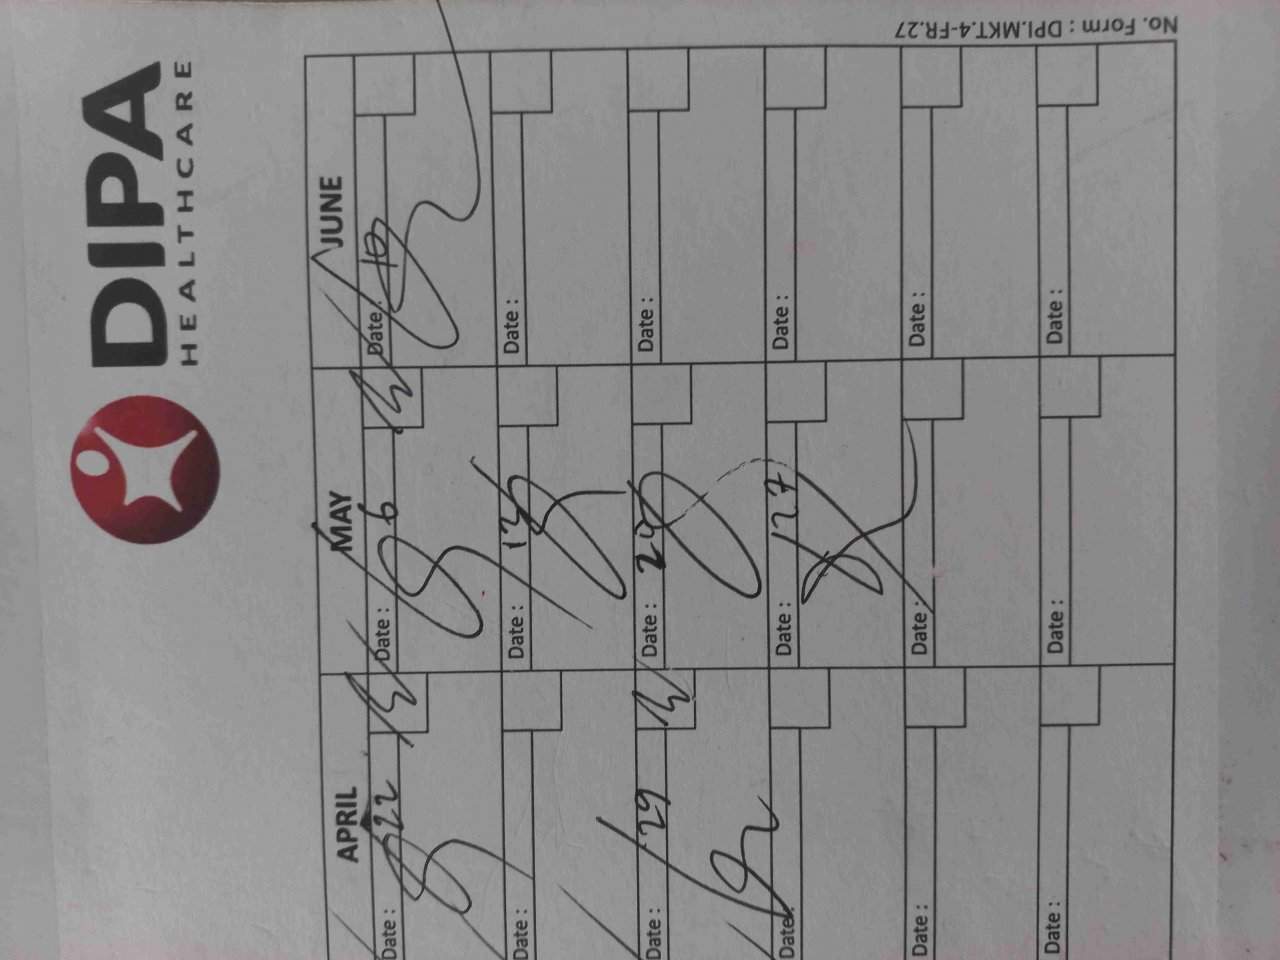 DIPA
HEALTHCARE
APRIL MAY JUNE
Date : 22 Date : 6 Date : 10
Date : Date : 13 Date :
Date : 29 Date : 20 Date :
Date : Date : 27 Date :
Date : Date : Date :
Date : Date : Date :
No. Form : DPI.MKT.4-FR.27